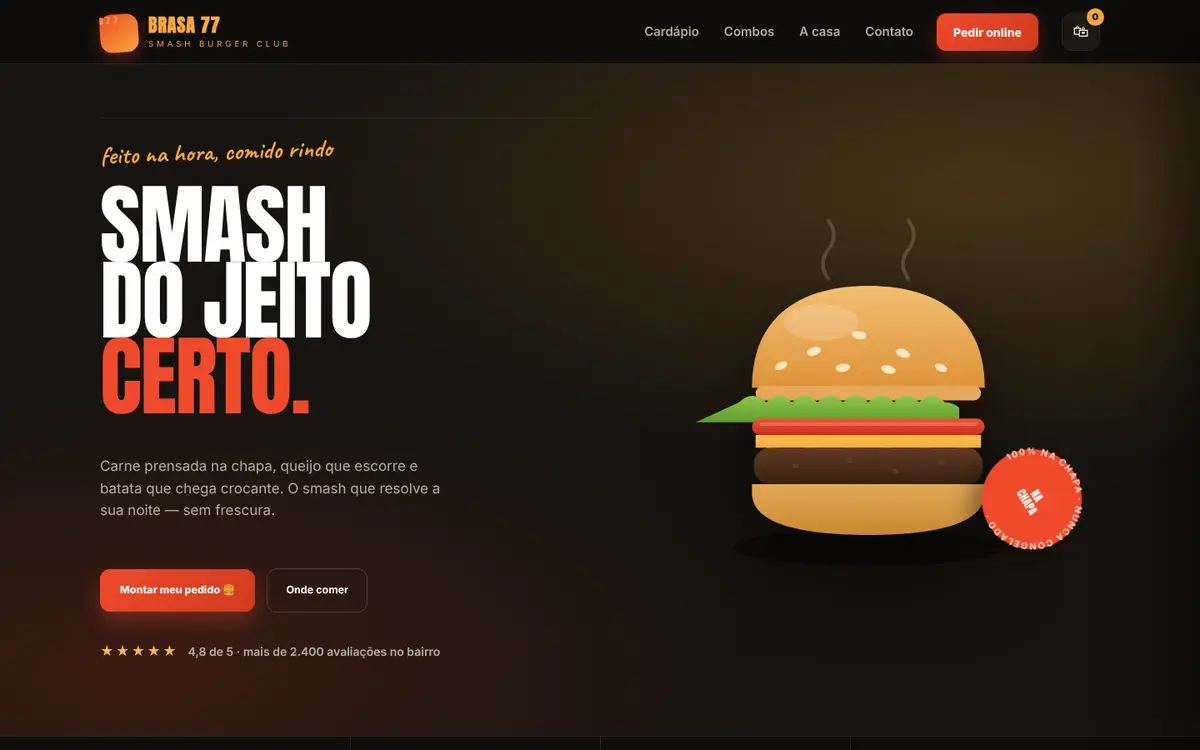 BRASA 77
SMASH BURGER CLUB
Cardápio
Combos
A casa
Contato
Pedir online
0
feito na hora, comido rindo
SMASH
DO JEITO
CERTO.
Carne prensada na chapa, queijo que escorre e
batata que chega crocante. O smash que resolve a
sua noite — sem frescura.
100% NA CHAPA · NUNCA CONGELADO ·
NA
CHAPA
Montar meu pedido 🍔
Onde comer
★★★★★ 4,8 de 5 · mais de 2.400 avaliações no bairro